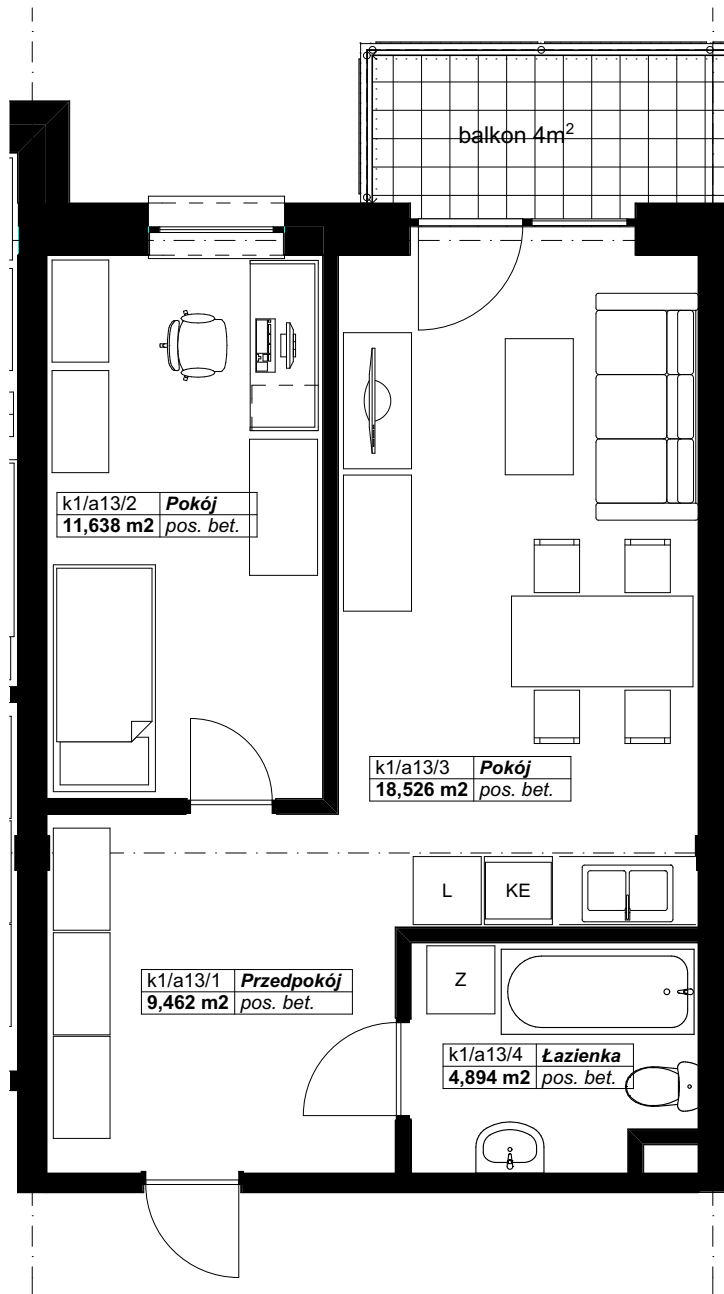 balkon 4m²
k1/a13/2 Pokój
11,638 m2 pos. bet.
k1/a13/3 Pokój
18,526 m2 pos. bet.
L KE
k1/a13/1 Przedpokój
9,462 m2 pos. bet.
Z
k1/a13/4 Łazienka
4,894 m2 pos. bet.